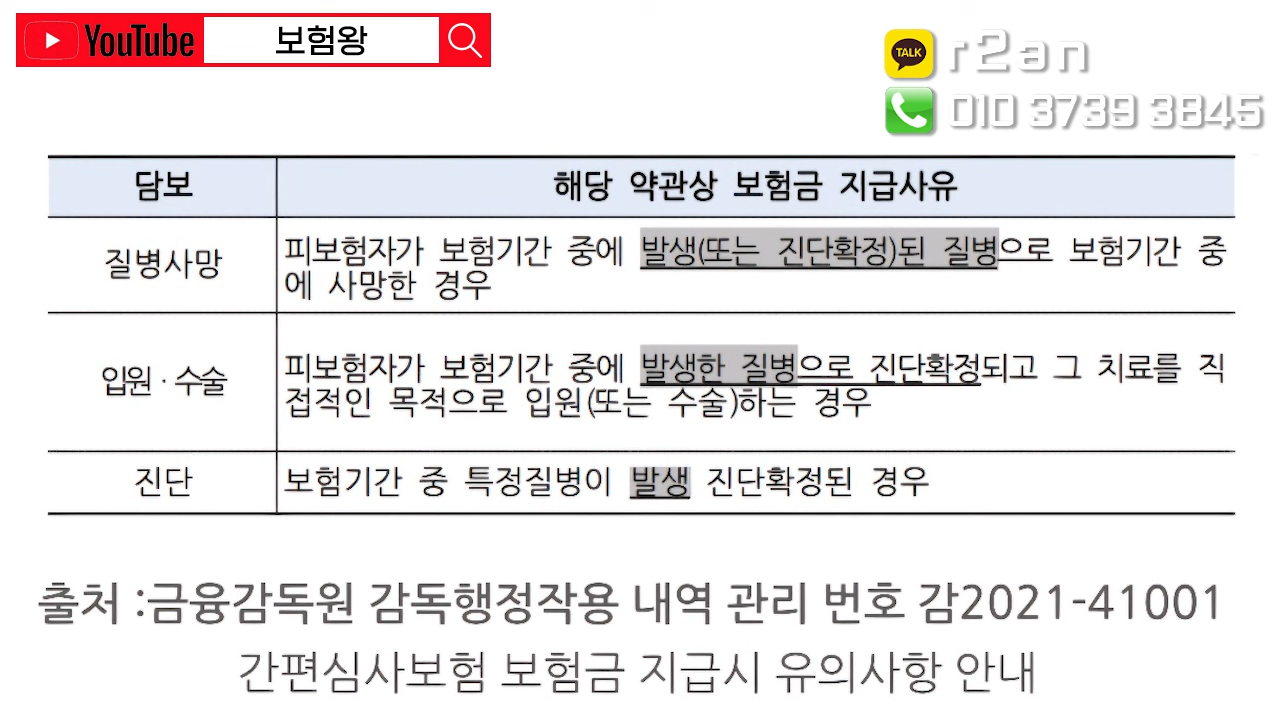 YouTube 보험왕
TALK r2an
010 3739 3845
담보 해당 약관상 보험금 지급사유
질병사망 피보험자가 보험기간 중에 발생(또는 진단확정)된 질병으로 보험기간 중
에 사망한 경우
입원·수술 피보험자가 보험기간 중에 발생한 질병으로 진단확정되고 그 치료를 직
접적인 목적으로 입원(또는 수술)하는 경우
진단 보험기간 중 특정질병이 발생 진단확정된 경우
출처 :금융감독원 감독행정작용 내역 관리 번호 감2021-41001
간편심사보험 보험금 지급시 유의사항 안내